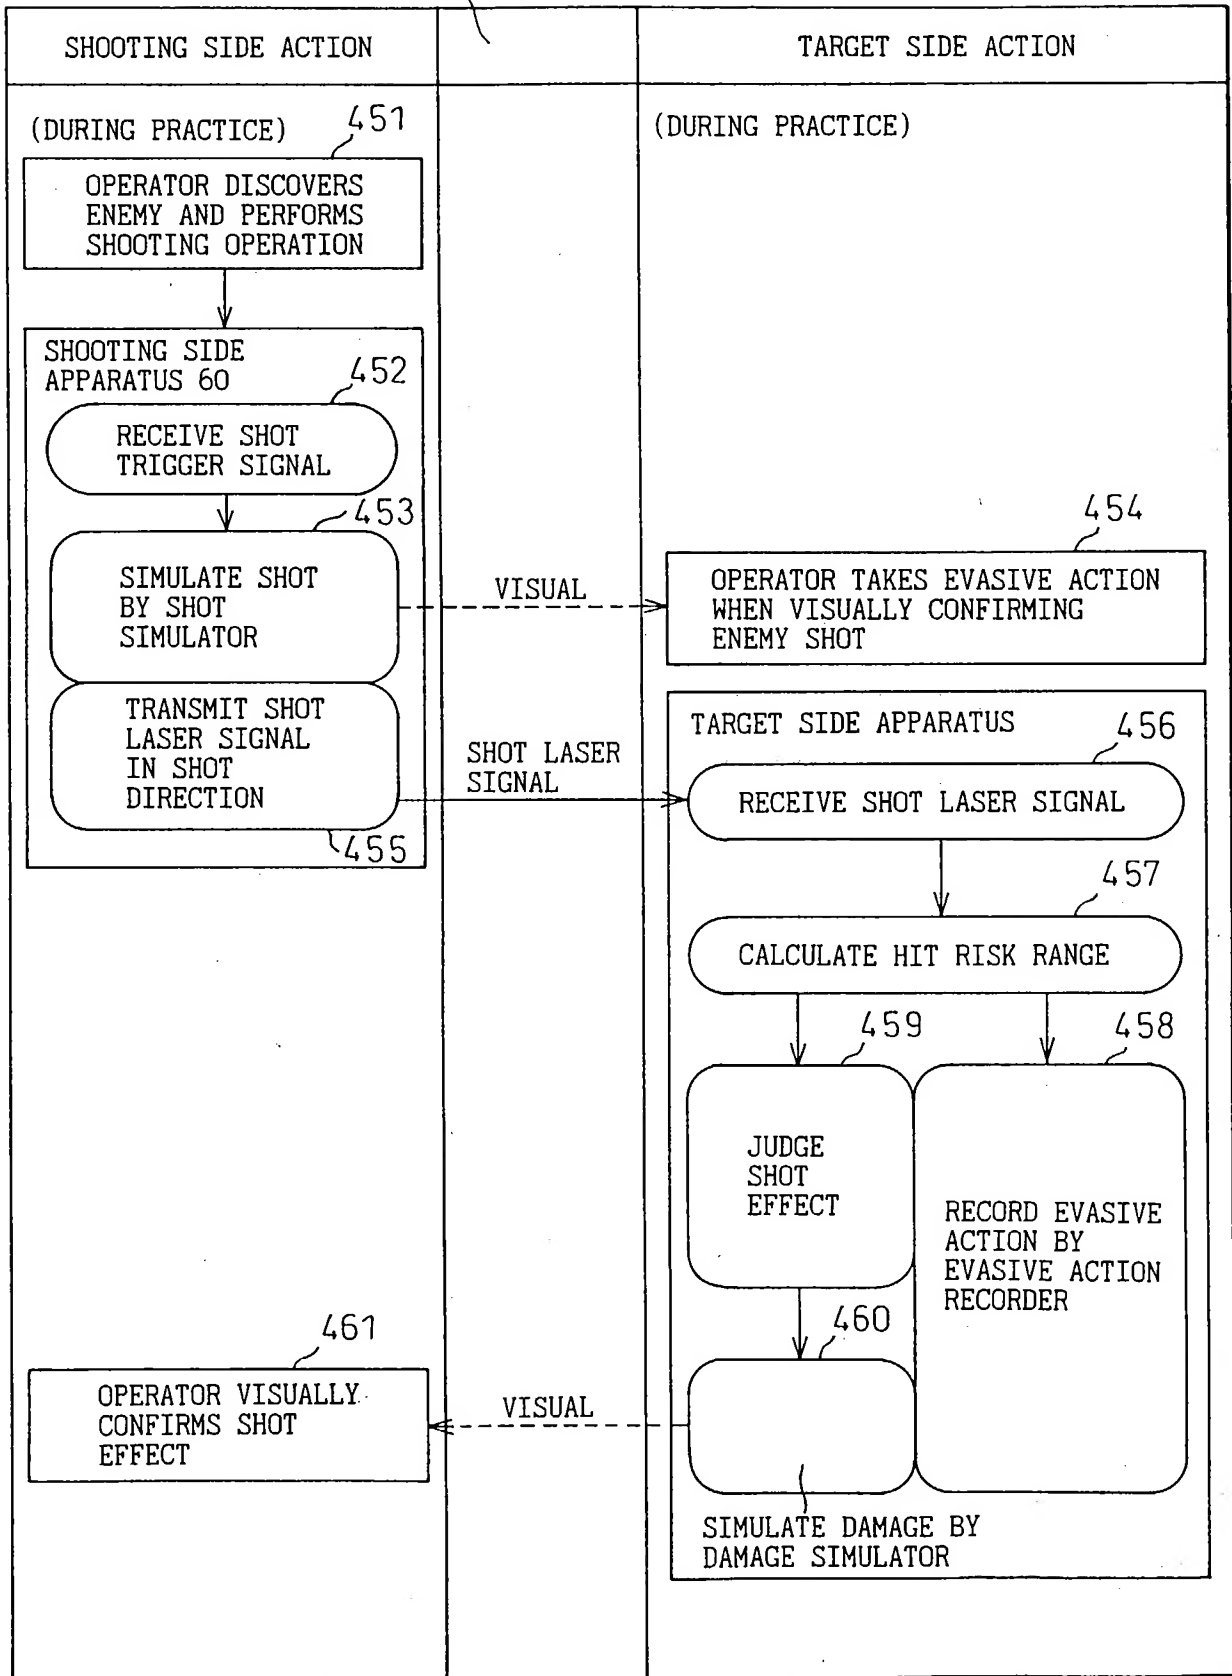 SHOOTING SIDE ACTION
TARGET SIDE ACTION
(DURING PRACTICE)
451
OPERATOR DISCOVERS
ENEMY AND PERFORMS
SHOOTING OPERATION
SHOOTING SIDE
APPARATUS 60
452
RECEIVE SHOT
TRIGGER SIGNAL
453
SIMULATE SHOT
BY SHOT
SIMULATOR
VISUAL
TRANSMIT SHOT
LASER SIGNAL
IN SHOT
DIRECTION
455
SHOT LASER
SIGNAL
(DURING PRACTICE)
454
OPERATOR TAKES EVASIVE ACTION
WHEN VISUALLY CONFIRMING
ENEMY SHOT
TARGET SIDE APPARATUS
456
RECEIVE SHOT LASER SIGNAL
457
CALCULATE HIT RISK RANGE
459
JUDGE
SHOT
EFFECT
458
RECORD EVASIVE
ACTION BY
EVASIVE ACTION
RECORDER
460
SIMULATE DAMAGE BY
DAMAGE SIMULATOR
VISUAL
461
OPERATOR VISUALLY
CONFIRMS SHOT
EFFECT